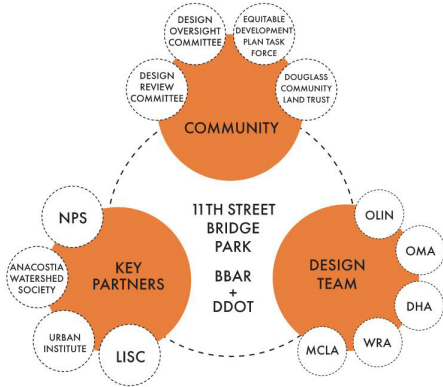 DESIGN
OVERSIGHT
COMMITTEE
EQUITABLE
DEVELOPMENT
PLAN TASK
FORCE
DESIGN
REVIEW
COMMITTEE
DOUGLASS
COMMUNITY
LAND TRUST
COMMUNITY
11TH STREET
BRIDGE
PARK
BBAR
+
DDOT
NPS
ANACOSTIA
WATERSHED
SOCIETY
URBAN
INSTITUTE
LISC
KEY
PARTNERS
DESIGN
TEAM
OLIN
OMA
DHA
WRA
MCLA